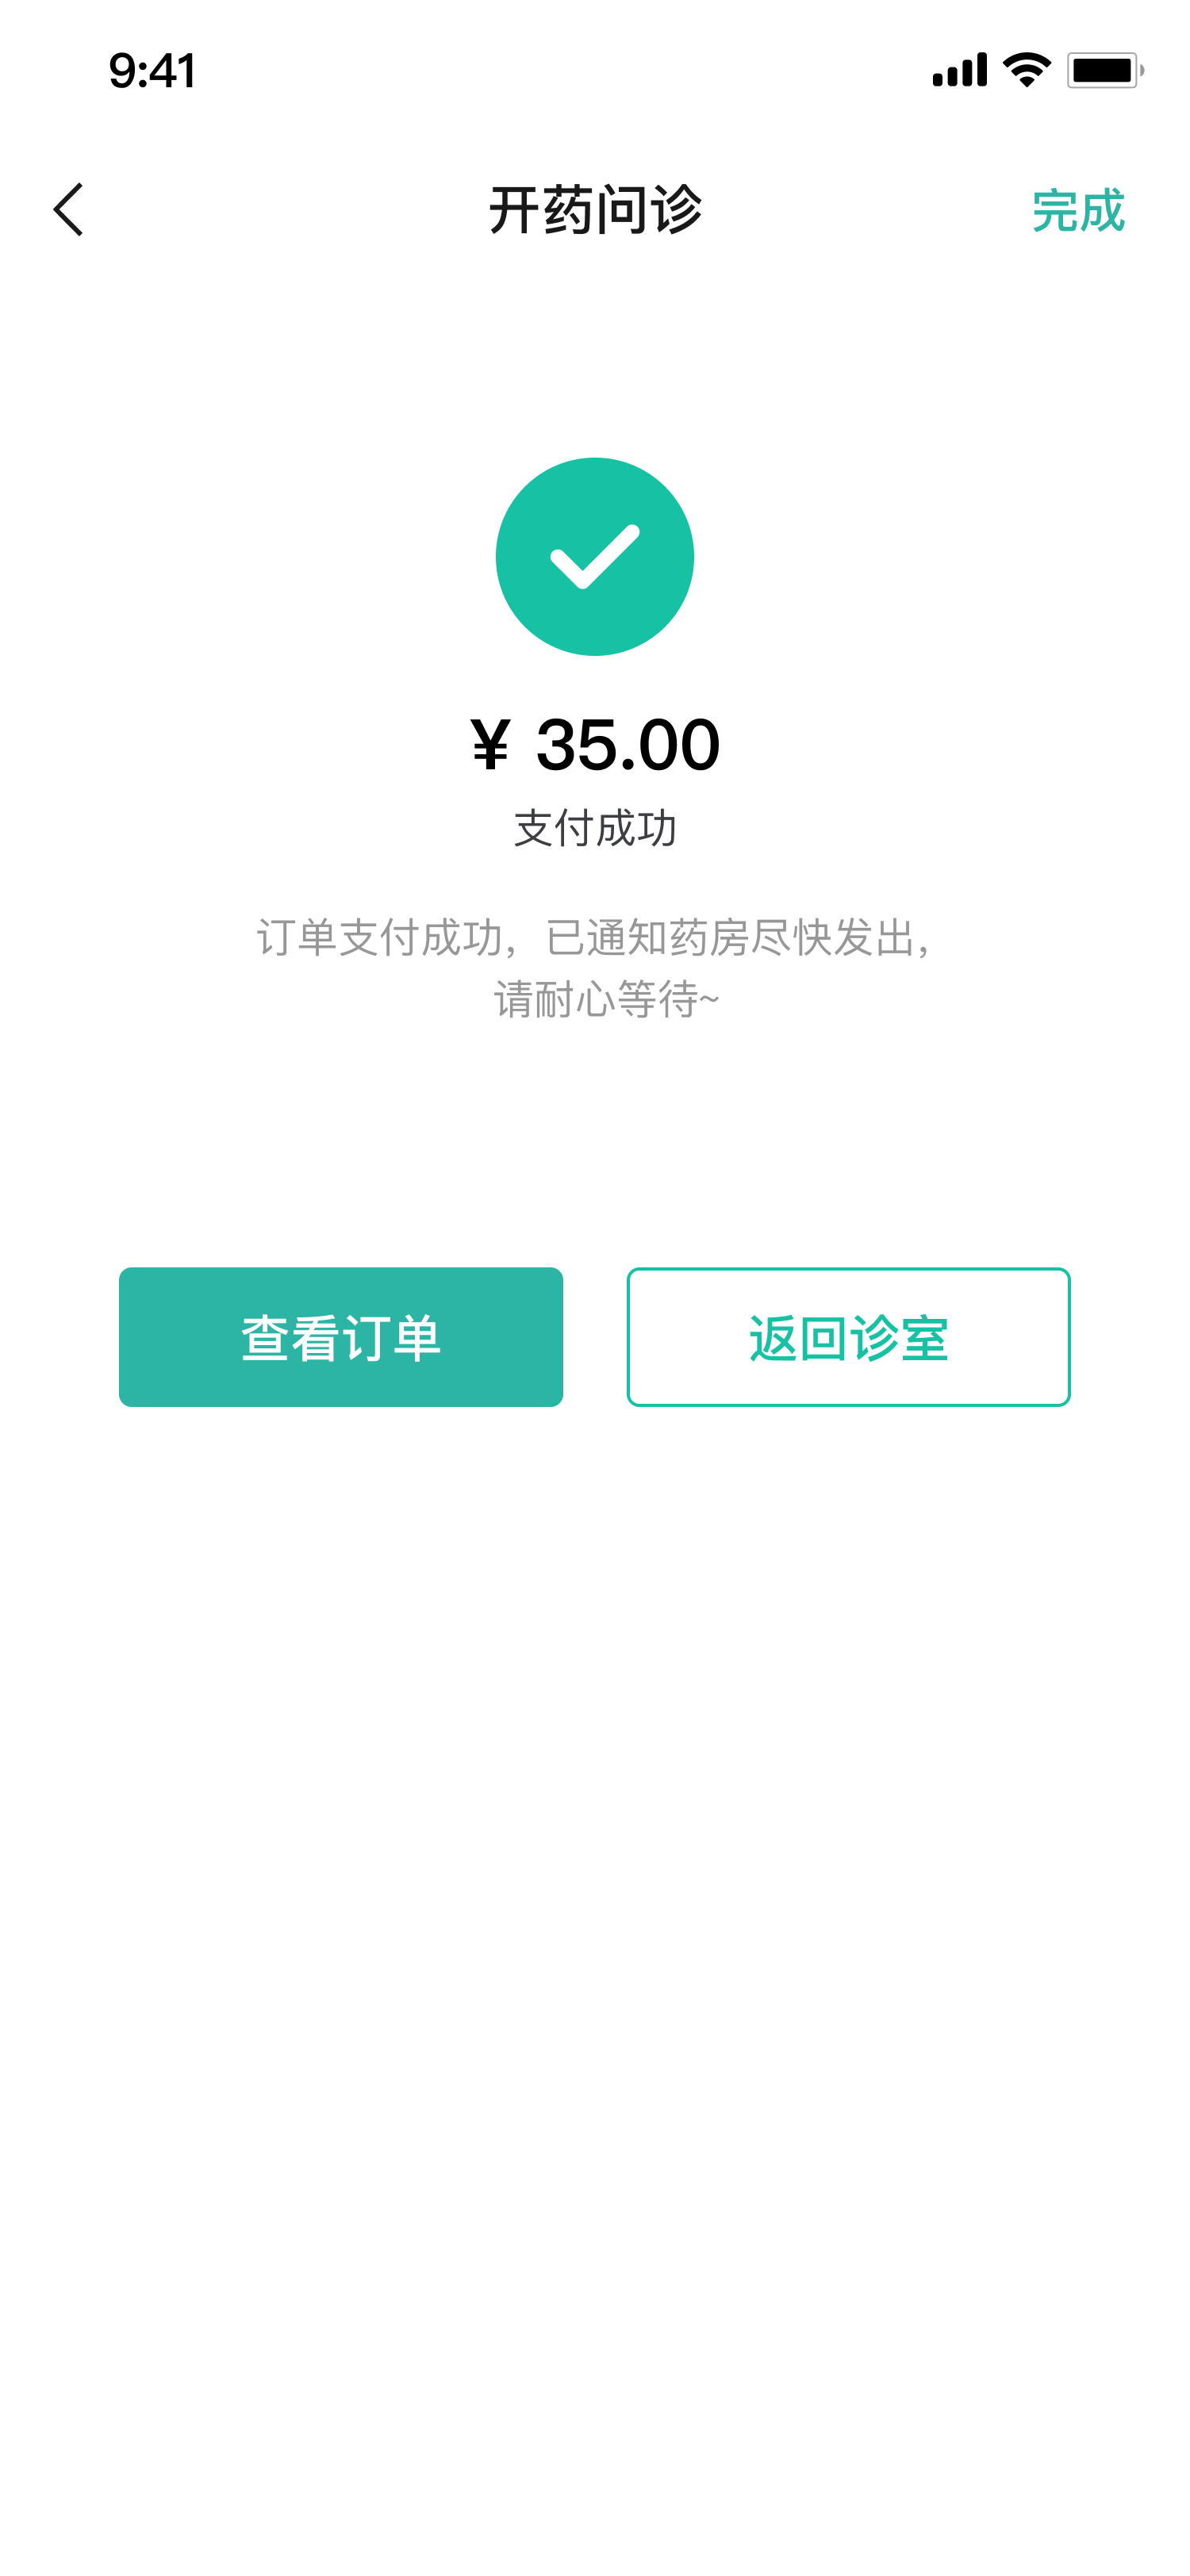 9:41
开药问诊
完成
¥ 35.00
支付成功
订单支付成功，已通知药房尽快发出，
请耐心等待~
查看订单
返回诊室